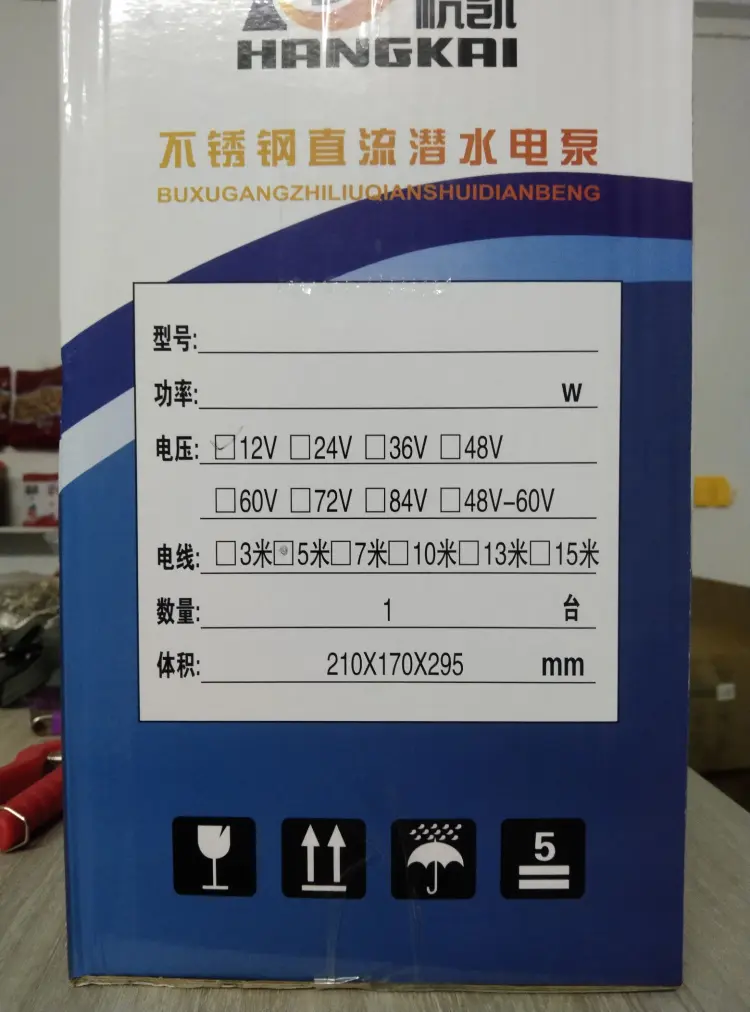 杭凯
HANGKAI
不锈钢直流潜水电泵
BUXUGANGZHILIUQIANSHUIDIANBENG
型号:
功率: W
电压: □12V □24V □36V □48V
□60V □72V □84V □48V-60V
电线: □3米□5米□7米□10米□13米□15米
数量: 1 台
体积: 210X170X295 mm
5